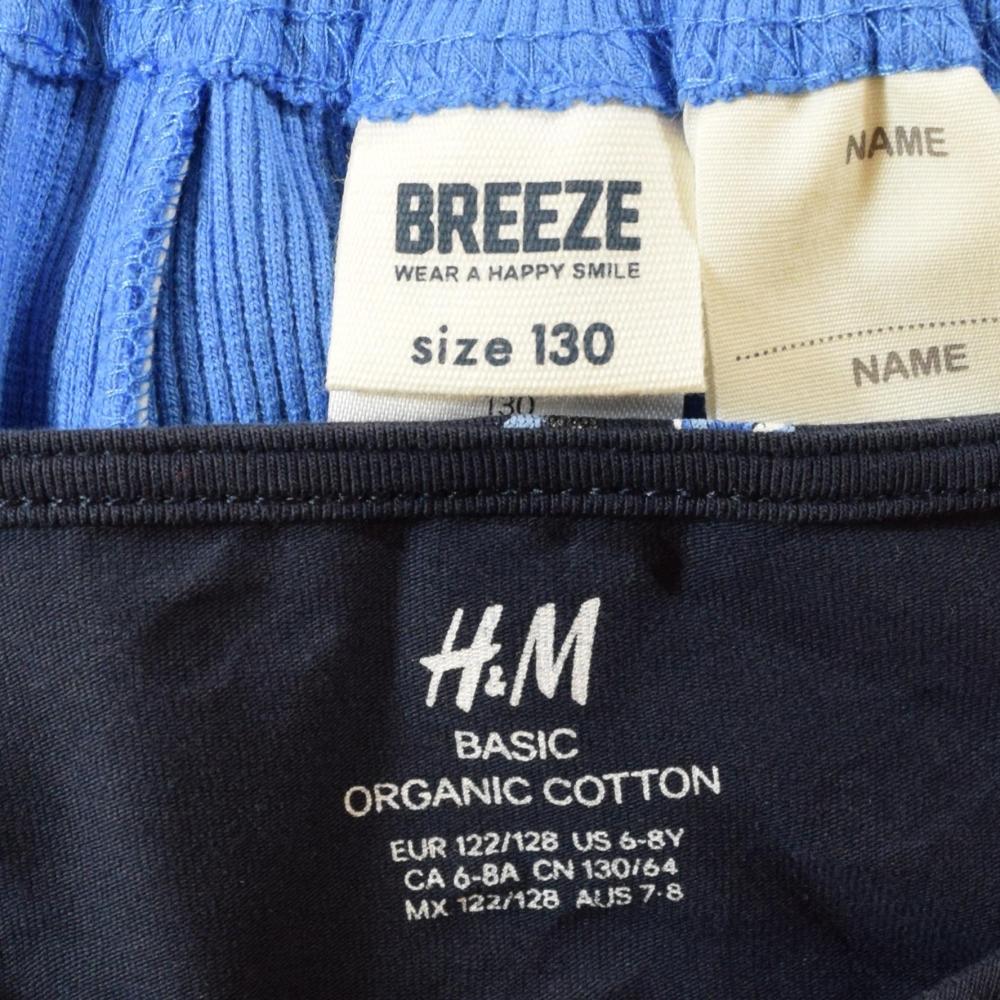 BREEZE
WEAR A HAPPY SMILE
size 130
NAME
NAME
130
H&M
BASIC
ORGANIC COTTON
EUR 122/128 US 6-8Y
CA 6-8A CN 130/64
MX 122/128 AUS 7-8